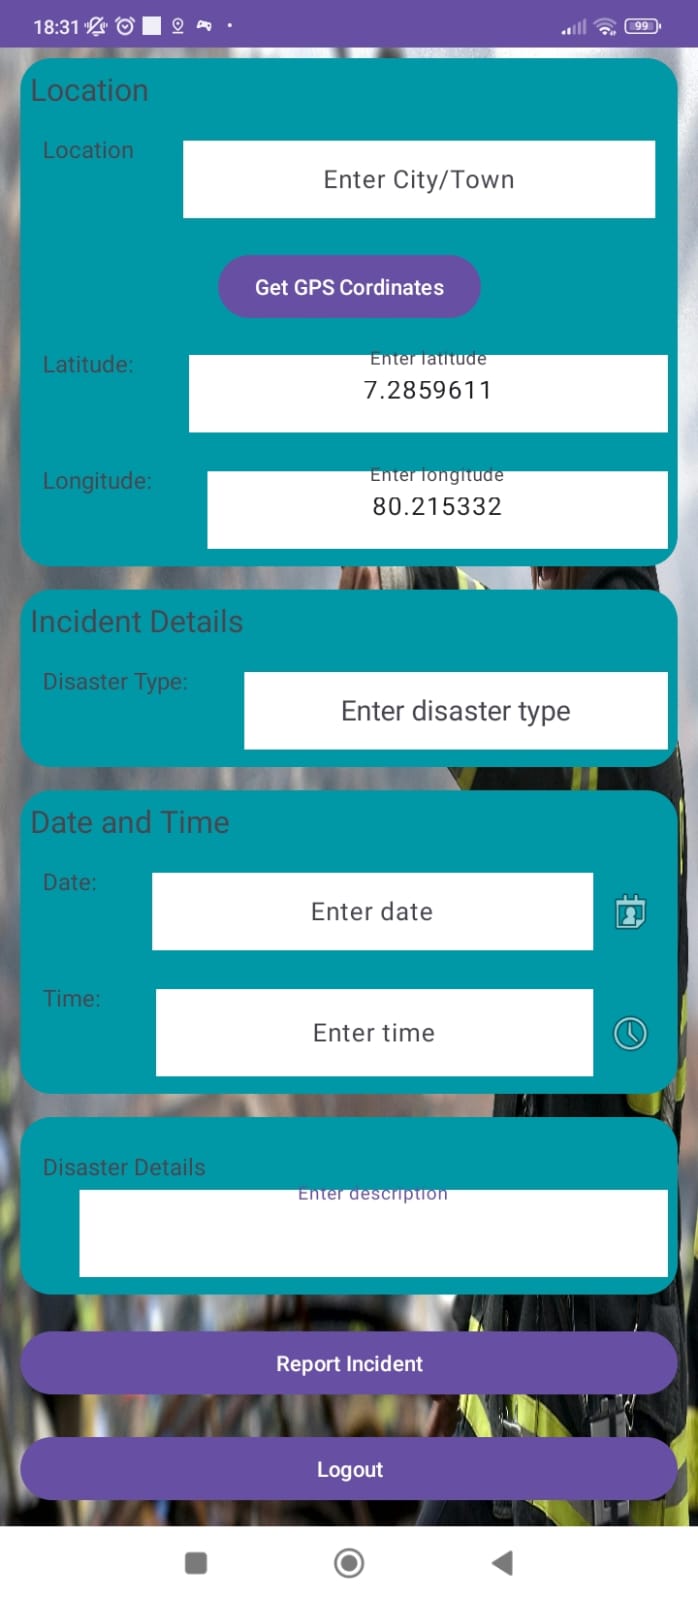 18:31
99
Location
Location
Enter City/Town
Get GPS Cordinates
Latitude:
Enter latitude
7.2859611
Longitude:
Enter longitude
80.215332
Incident Details
Disaster Type:
Enter disaster type
Date and Time
Date:
Enter date
Time:
Enter time
Disaster Details
Enter description
Report Incident
Logout